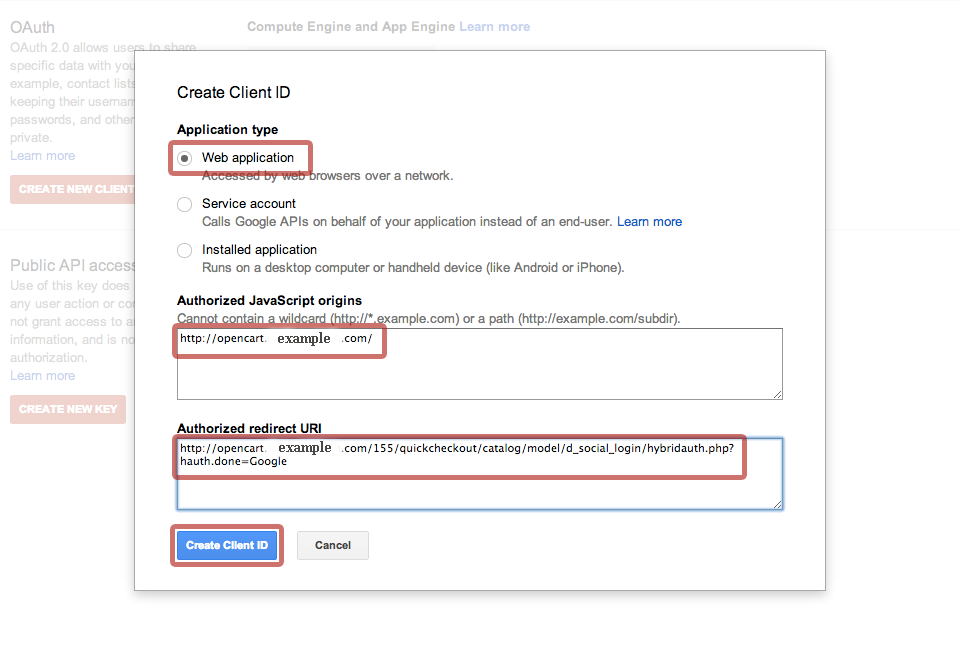 OAuth
OAuth 2.0 allows users to share
specific data with you
example, contact lists
keeping their usernam
passwords, and other
private.
Learn more
CREATE NEW CLIENT
Public API access
Use of this key does
any user action or co
not grant access to a
information, and is no
authorization.
Learn more
CREATE NEW KEY
Compute Engine and App Engine Learn more
Create Client ID
Application type
Web application
Accessed by web browsers over a network.
Service account
Calls Google APIs on behalf of your application instead of an end-user. Learn more
Installed application
Runs on a desktop computer or handheld device (like Android or iPhone).
Authorized JavaScript origins
Cannot contain a wildcard (http://*.example.com) or a path (http://example.com/subdir).
http://opencart. example .com/
Authorized redirect URI
http://opencart. example .com/155/quickcheckout/catalog/model/d_social_login/hybridauth.php?
hauth.done=Google
Create Client ID
Cancel